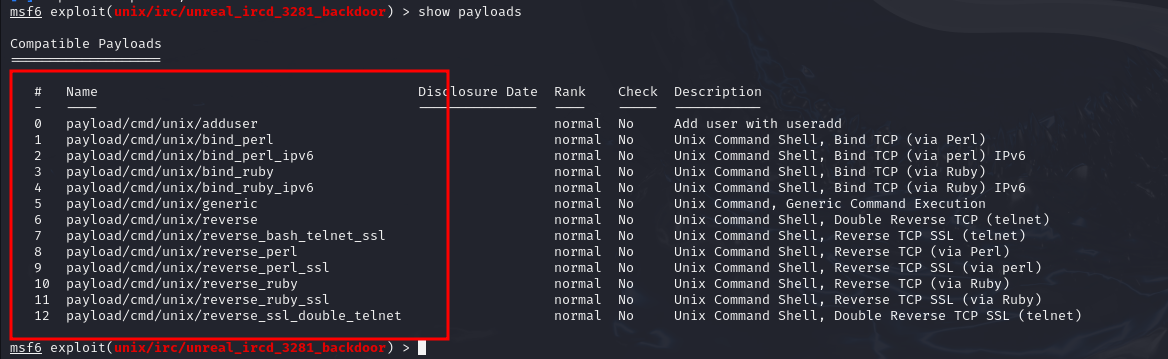 msf6 exploit(unix/irc/unreal_ircd_3281_backdoor) > show payloads
Compatible Payloads
===================
#   Name                                        Disclosure Date  Rank    Check  Description
-   ----                                        ---------------  ----    -----  -----------
0   payload/cmd/unix/adduser                                     normal  No     Add user with useradd
1   payload/cmd/unix/bind_perl                                   normal  No     Unix Command Shell, Bind TCP (via Perl)
2   payload/cmd/unix/bind_perl_ipv6                              normal  No     Unix Command Shell, Bind TCP (via perl) IPv6
3   payload/cmd/unix/bind_ruby                                   normal  No     Unix Command Shell, Bind TCP (via Ruby)
4   payload/cmd/unix/bind_ruby_ipv6                              normal  No     Unix Command Shell, Bind TCP (via Ruby) IPv6
5   payload/cmd/unix/generic                                     normal  No     Unix Command, Generic Command Execution
6   payload/cmd/unix/reverse                                     normal  No     Unix Command Shell, Double Reverse TCP (telnet)
7   payload/cmd/unix/reverse_bash_telnet_ssl                     normal  No     Unix Command Shell, Reverse TCP SSL (telnet)
8   payload/cmd/unix/reverse_perl                                normal  No     Unix Command Shell, Reverse TCP (via Perl)
9   payload/cmd/unix/reverse_perl_ssl                            normal  No     Unix Command Shell, Reverse TCP SSL (via perl)
10  payload/cmd/unix/reverse_ruby                                normal  No     Unix Command Shell, Reverse TCP (via Ruby)
11  payload/cmd/unix/reverse_ruby_ssl                            normal  No     Unix Command Shell, Reverse TCP SSL (via Ruby)
12  payload/cmd/unix/reverse_ssl_double_telnet                   normal  No     Unix Command Shell, Double Reverse TCP SSL (telnet)
msf6 exploit(unix/irc/unreal_ircd_3281_backdoor) >